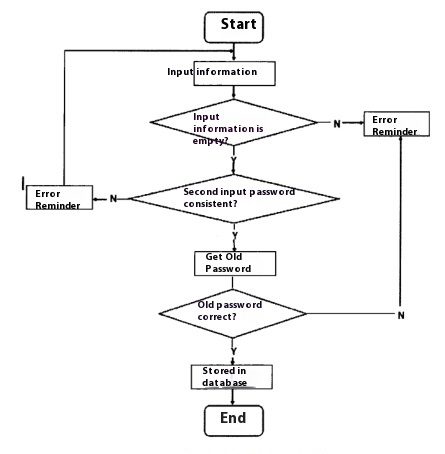 Start
Input information
Input
information is
empty?
N
Error
Reminder
Y
Second input password
consistent?
N
Error
Reminder
Y
Get Old
Password
Old password
correct?
N
Y
Stored in
database
End